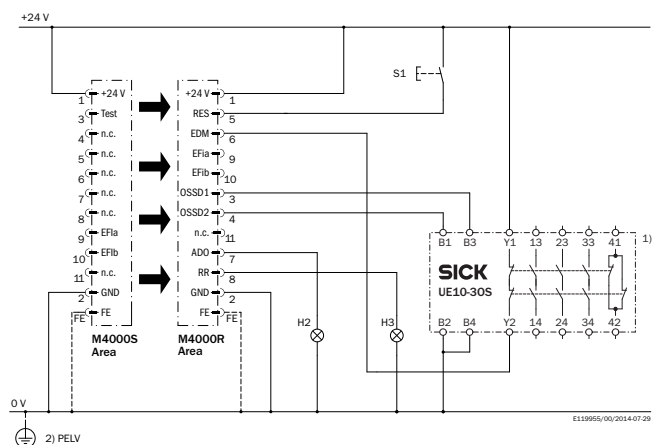 +24 V
S1
1 +24 V
3 Test
4 n.c.
5 n.c.
6 n.c.
7 n.c.
8 n.c.
9 EFIa
10 EFIb
11 n.c.
2 GND
FE FE
M4000S
Area
+24 V 1
RES 5
EDM 6
EFia 9
EFib 10
OSSD1 3
OSSD2 4
n.c. 11
ADO 7
RR 8
GND 2
FE FE
M4000R
Area
H2
H3
B1 B3 Y1 13 23 33 41
1)
SICK
UE10-30S
B2 B4 Y2 14 24 34 42
0 V
E119955/00/2014-07-29
2) PELV